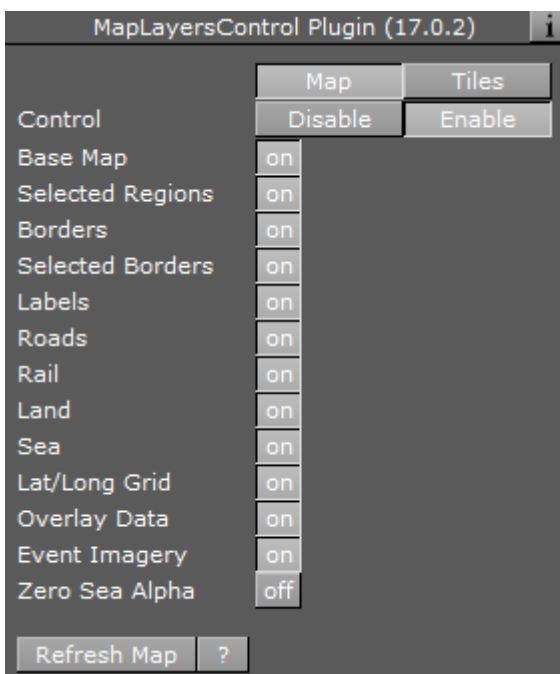 MapLayersControl Plugin (17.0.2) i
Map Tiles
Control Disable Enable
Base Map on
Selected Regions on
Borders on
Selected Borders on
Labels on
Roads on
Rail on
Land on
Sea on
Lat/Long Grid on
Overlay Data on
Event Imagery on
Zero Sea Alpha off
Refresh Map ?